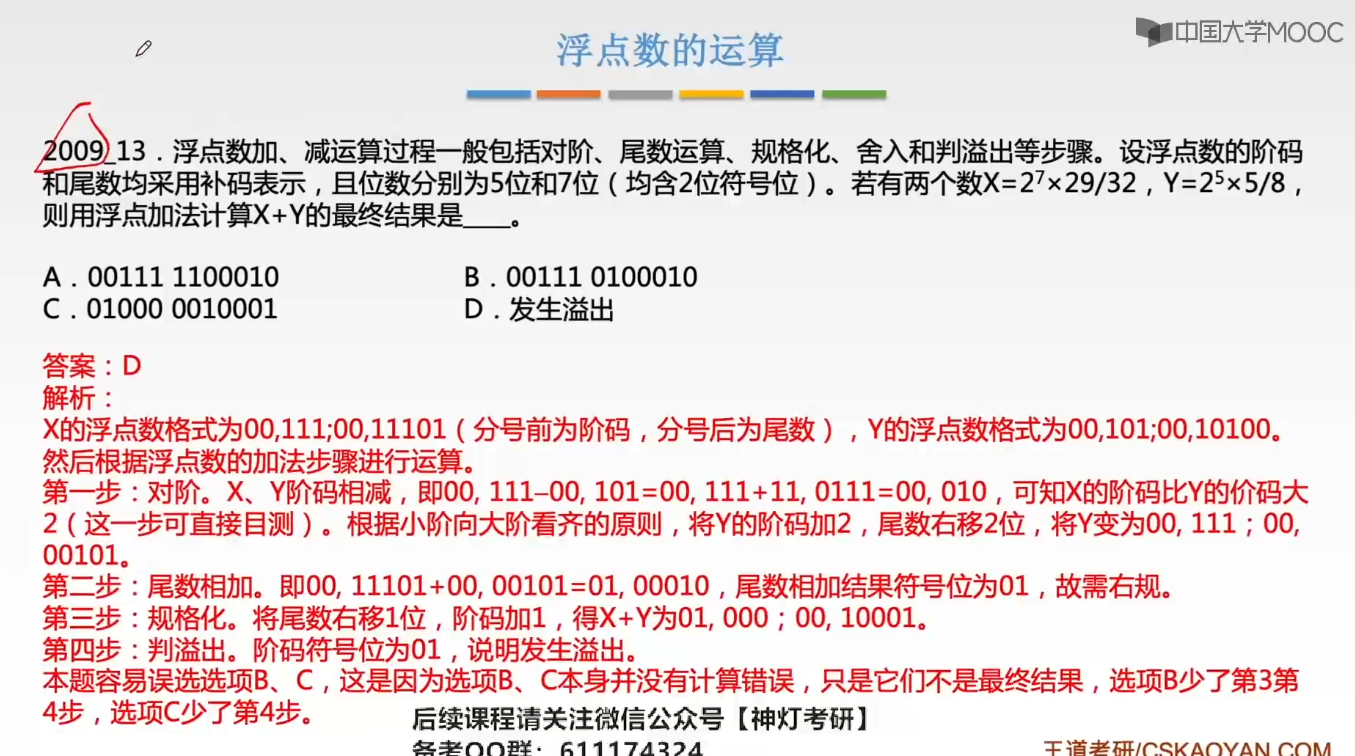 中国大学MOOC
浮点数的运算
2009_13．浮点数加、减运算过程一般包括对阶、尾数运算、规格化、舍入和判溢出等步骤。设浮点数的阶码
和尾数均采用补码表示，且位数分别为5位和7位（均含2位符号位）。若有两个数X=2⁷×29/32，Y=2⁵×5/8，
则用浮点加法计算X+Y的最终结果是____。
A．00111 1100010 B．00111 0100010
C．01000 0010001 D．发生溢出
答案：D
解析：
X的浮点数格式为00,111;00,11101（分号前为阶码，分号后为尾数），Y的浮点数格式为00,101;00,10100。
然后根据浮点数的加法步骤进行运算。
第一步：对阶。X、Y阶码相减，即00, 111–00, 101=00, 111+11, 0111=00, 010，可知X的阶码比Y的价码大
2（这一步可直接目测）。根据小阶向大阶看齐的原则，将Y的阶码加2，尾数右移2位，将Y变为00, 111；00,
00101。
第二步：尾数相加。即00, 11101+00, 00101=01, 00010，尾数相加结果符号位为01，故需右规。
第三步：规格化。将尾数右移1位，阶码加1，得X+Y为01, 000；00, 10001。
第四步：判溢出。阶码符号位为01，说明发生溢出。
本题容易误选选项B、C，这是因为选项B、C本身并没有计算错误，只是它们不是最终结果，选项B少了第3第
4步，选项C少了第4步。
后续课程请关注微信公众号【神灯考研】
备考QQ群：611174324
王道考研/CSKAOYAN.COM